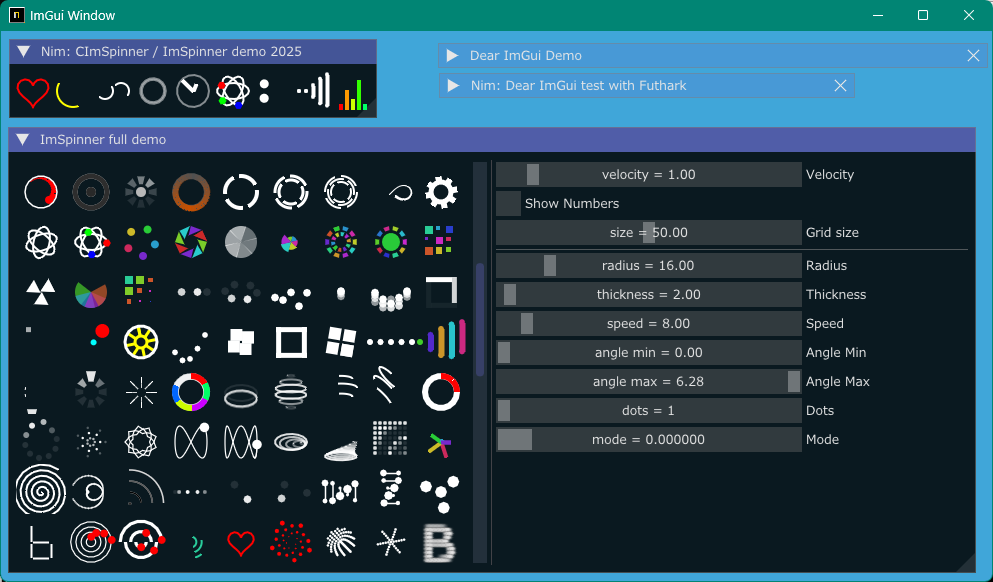 ImGui Window
Nim: CImSpinner / ImSpinner demo 2025
Dear ImGui Demo
Nim: Dear ImGui test with Futhark
ImSpinner full demo
velocity = 1.00 Velocity
Show Numbers
size = 50.00 Grid size
radius = 16.00 Radius
thickness = 2.00 Thickness
speed = 8.00 Speed
angle min = 0.00 Angle Min
angle max = 6.28 Angle Max
dots = 1 Dots
mode = 0.000000 Mode
B